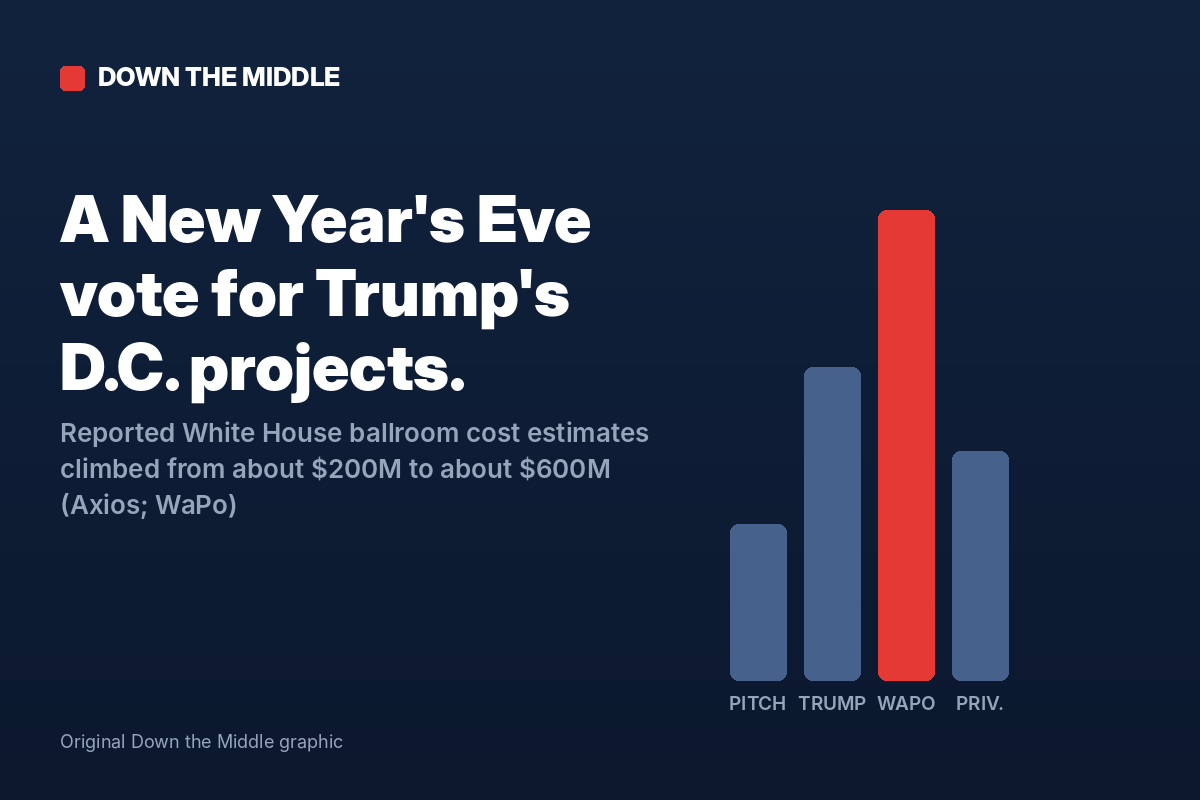 DOWN THE MIDDLE
A New Year's Eve
vote for Trump's
D.C. projects.
Reported White House ballroom cost estimates
climbed from about $200M to about $600M
(Axios; WaPo)
PITCH TRUMP WAPO PRIV.
Original Down the Middle graphic